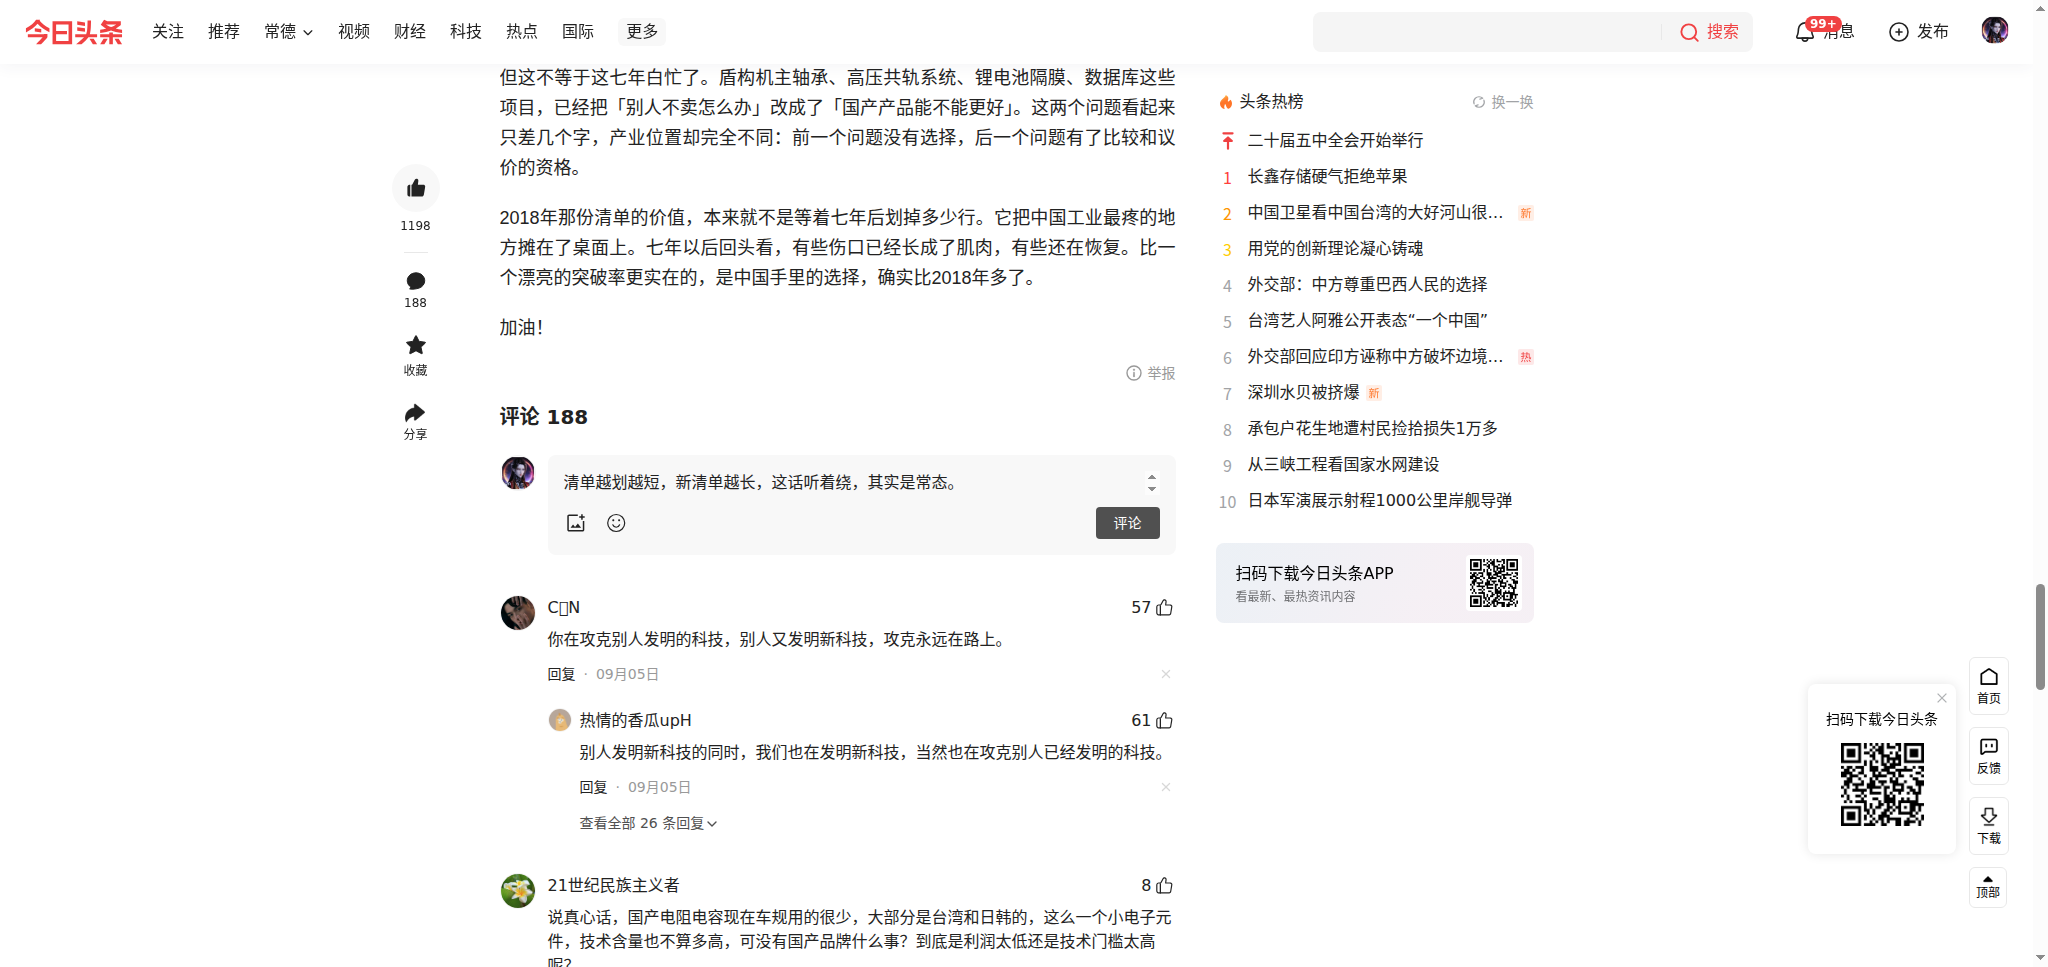 今日头条
关注 推荐 常德 视频 财经 科技 热点 国际 更多
搜索
99+
消息
发布
但这不等于这七年白忙了。盾构机主轴承、高压共轨系统、锂电池隔膜、数据库这些
项目，已经把「别人不卖怎么办」改成了「国产产品能不能更好」。这两个问题看起来
只差几个字，产业位置却完全不同：前一个问题没有选择，后一个问题有了比较和议
价的资格。
2018年那份清单的价值，本来就不是等着七年后划掉多少行。它把中国工业最疼的地
方摊在了桌面上。七年以后回头看，有些伤口已经长成了肌肉，有些还在恢复。比一
个漂亮的突破率更实在的，是中国手里的选择，确实比2018年多了。
加油！
举报
1198
188
收藏
分享
评论 188
清单越划越短，新清单越长，这话听着绕，其实是常态。
评论
C▯N
57
你在攻克别人发明的科技，别人又发明新科技，攻克永远在路上。
回复 · 09月05日
热情的香瓜upH
61
别人发明新科技的同时，我们也在发明新科技，当然也在攻克别人已经发明的科技。
回复 · 09月05日
查看全部 26 条回复
21世纪民族主义者
8
说真心话，国产电阻电容现在车规用的很少，大部分是台湾和日韩的，这么一个小电子元
件，技术含量也不算多高，可没有国产品牌什么事？到底是利润太低还是技术门槛太高
呢？
头条热榜
换一换
二十届五中全会开始举行
1 长鑫存储硬气拒绝苹果
2 中国卫星看中国台湾的大好河山很... 新
3 用党的创新理论凝心铸魂
4 外交部：中方尊重巴西人民的选择
5 台湾艺人阿雅公开表态“一个中国”
6 外交部回应印方诬称中方破坏边境... 热
7 深圳水贝被挤爆 新
8 承包户花生地遭村民捡拾损失1万多
9 从三峡工程看国家水网建设
10 日本军演展示射程1000公里岸舰导弹
扫码下载今日头条APP
看最新、最热资讯内容
扫码下载今日头条
首页
反馈
下载
顶部